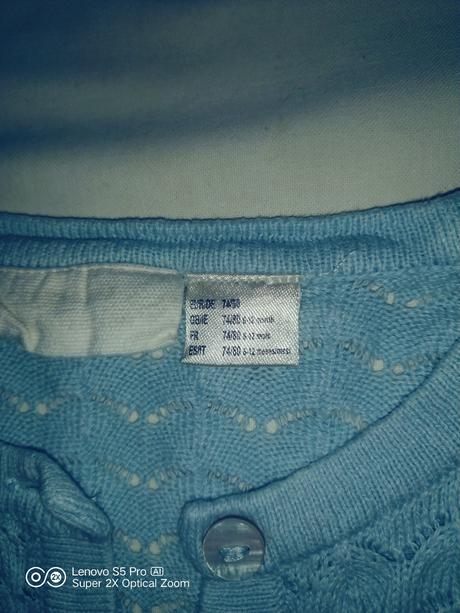 EUR/DE 74/80
GB/IE 74/80 6-12 month
FR 74/80 6-12 mois
ES/IT 74/80 6-12 meses/mesi
Lenovo S5 Pro AI
2X Super 2X Optical Zoom